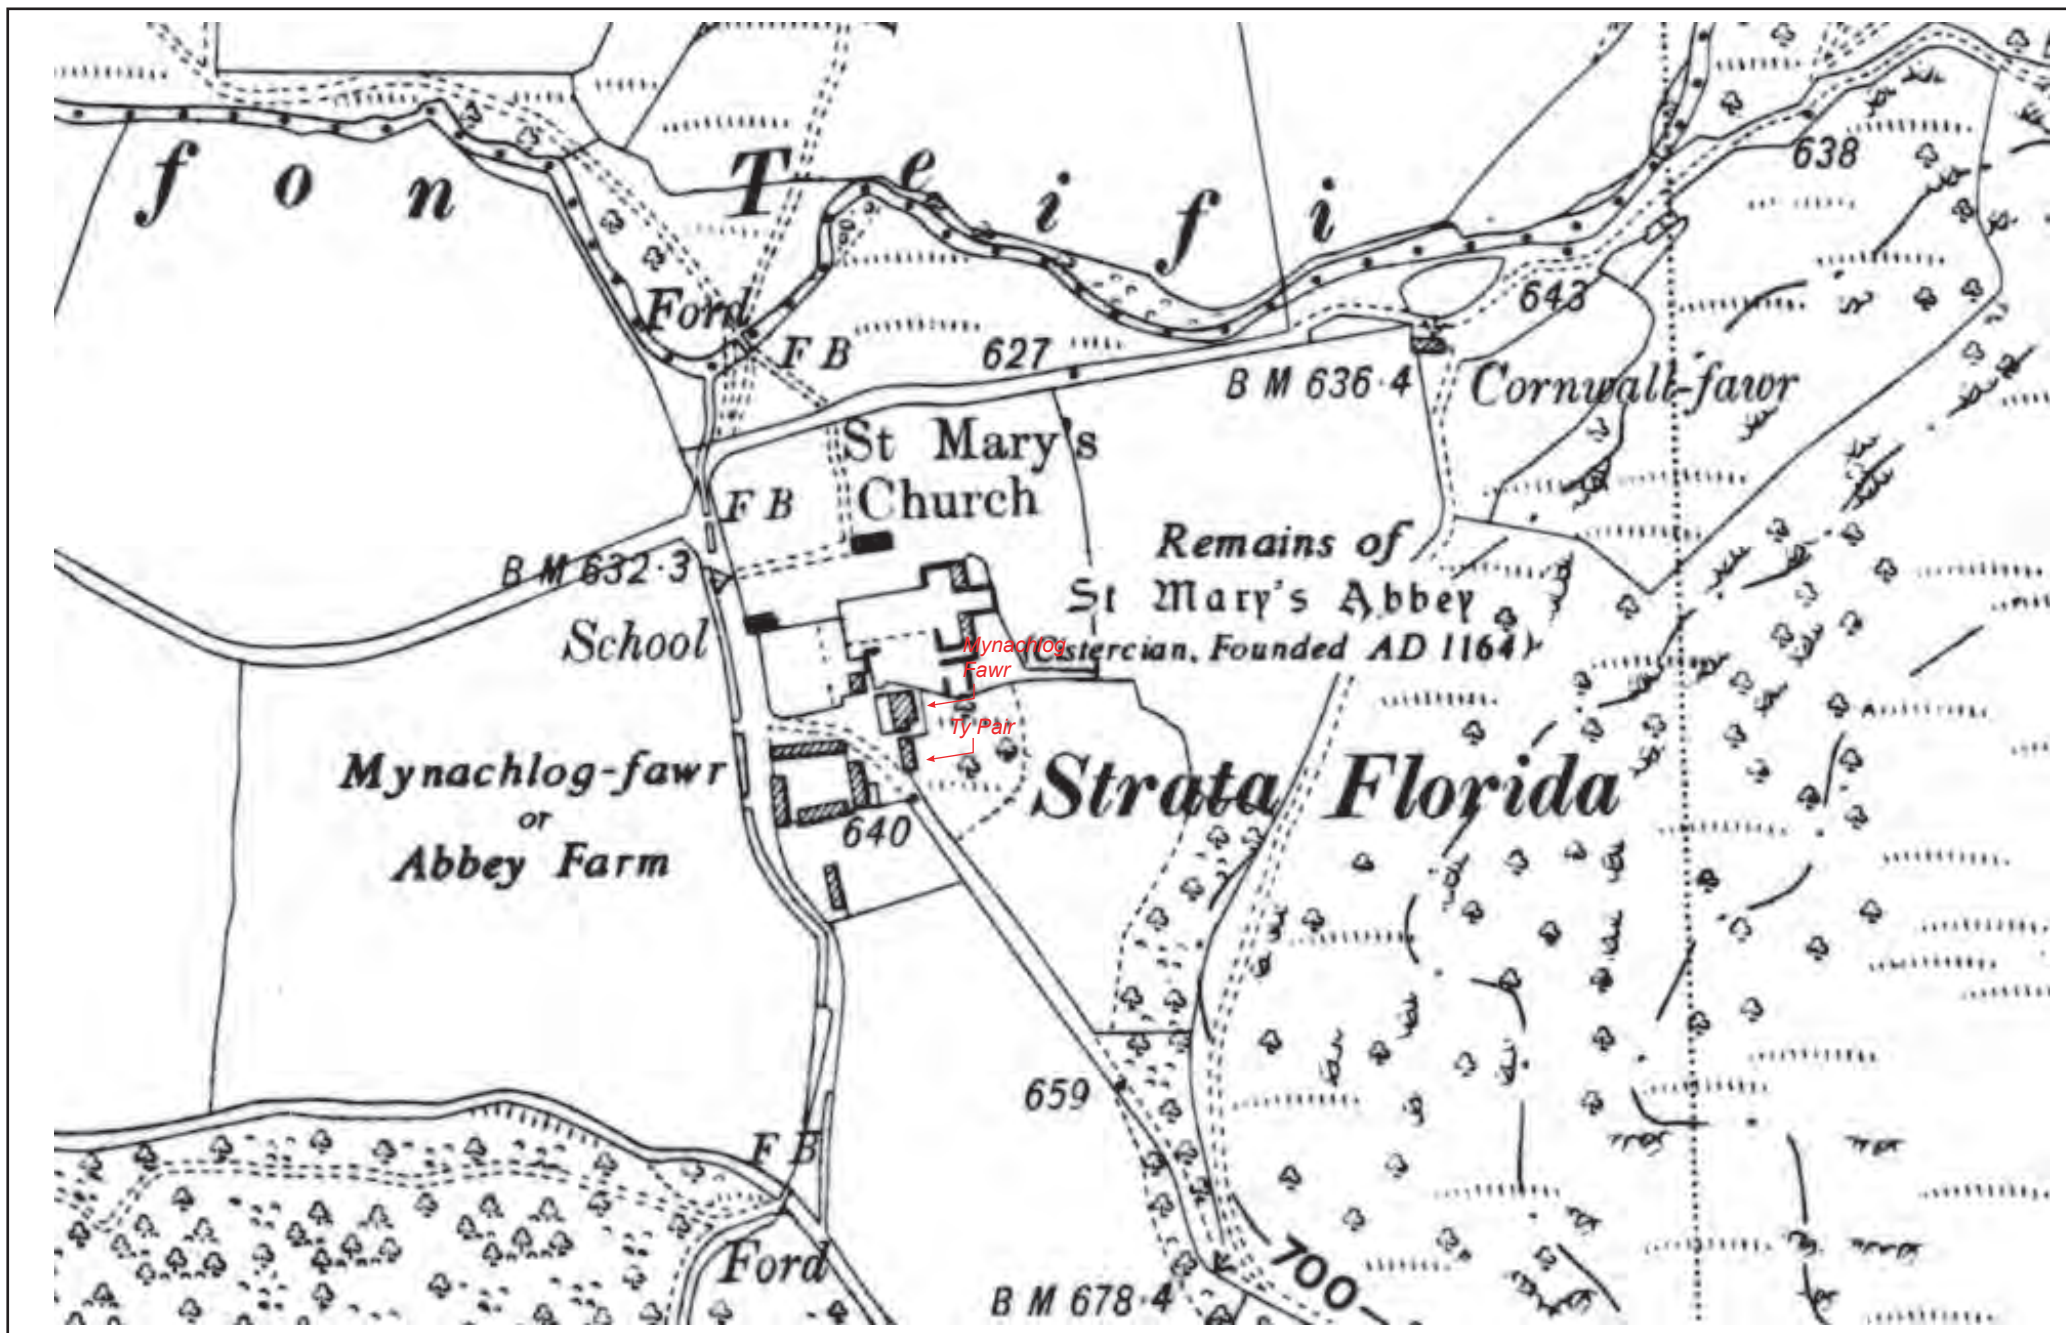 fon Teifi
638
Ford
643
F B
627
B M 636·4
Cornwall-fawr
St Mary's
Church
F B
Remains of
St Mary's Abbey
(Cistercian, Founded AD 1164)
B M 632·3
School
Mynachlog
Fawr
Ty Pair
Mynachlog-fawr
or
Abbey Farm
Strata Florida
640
659
F B
Ford
700
B M 678·4